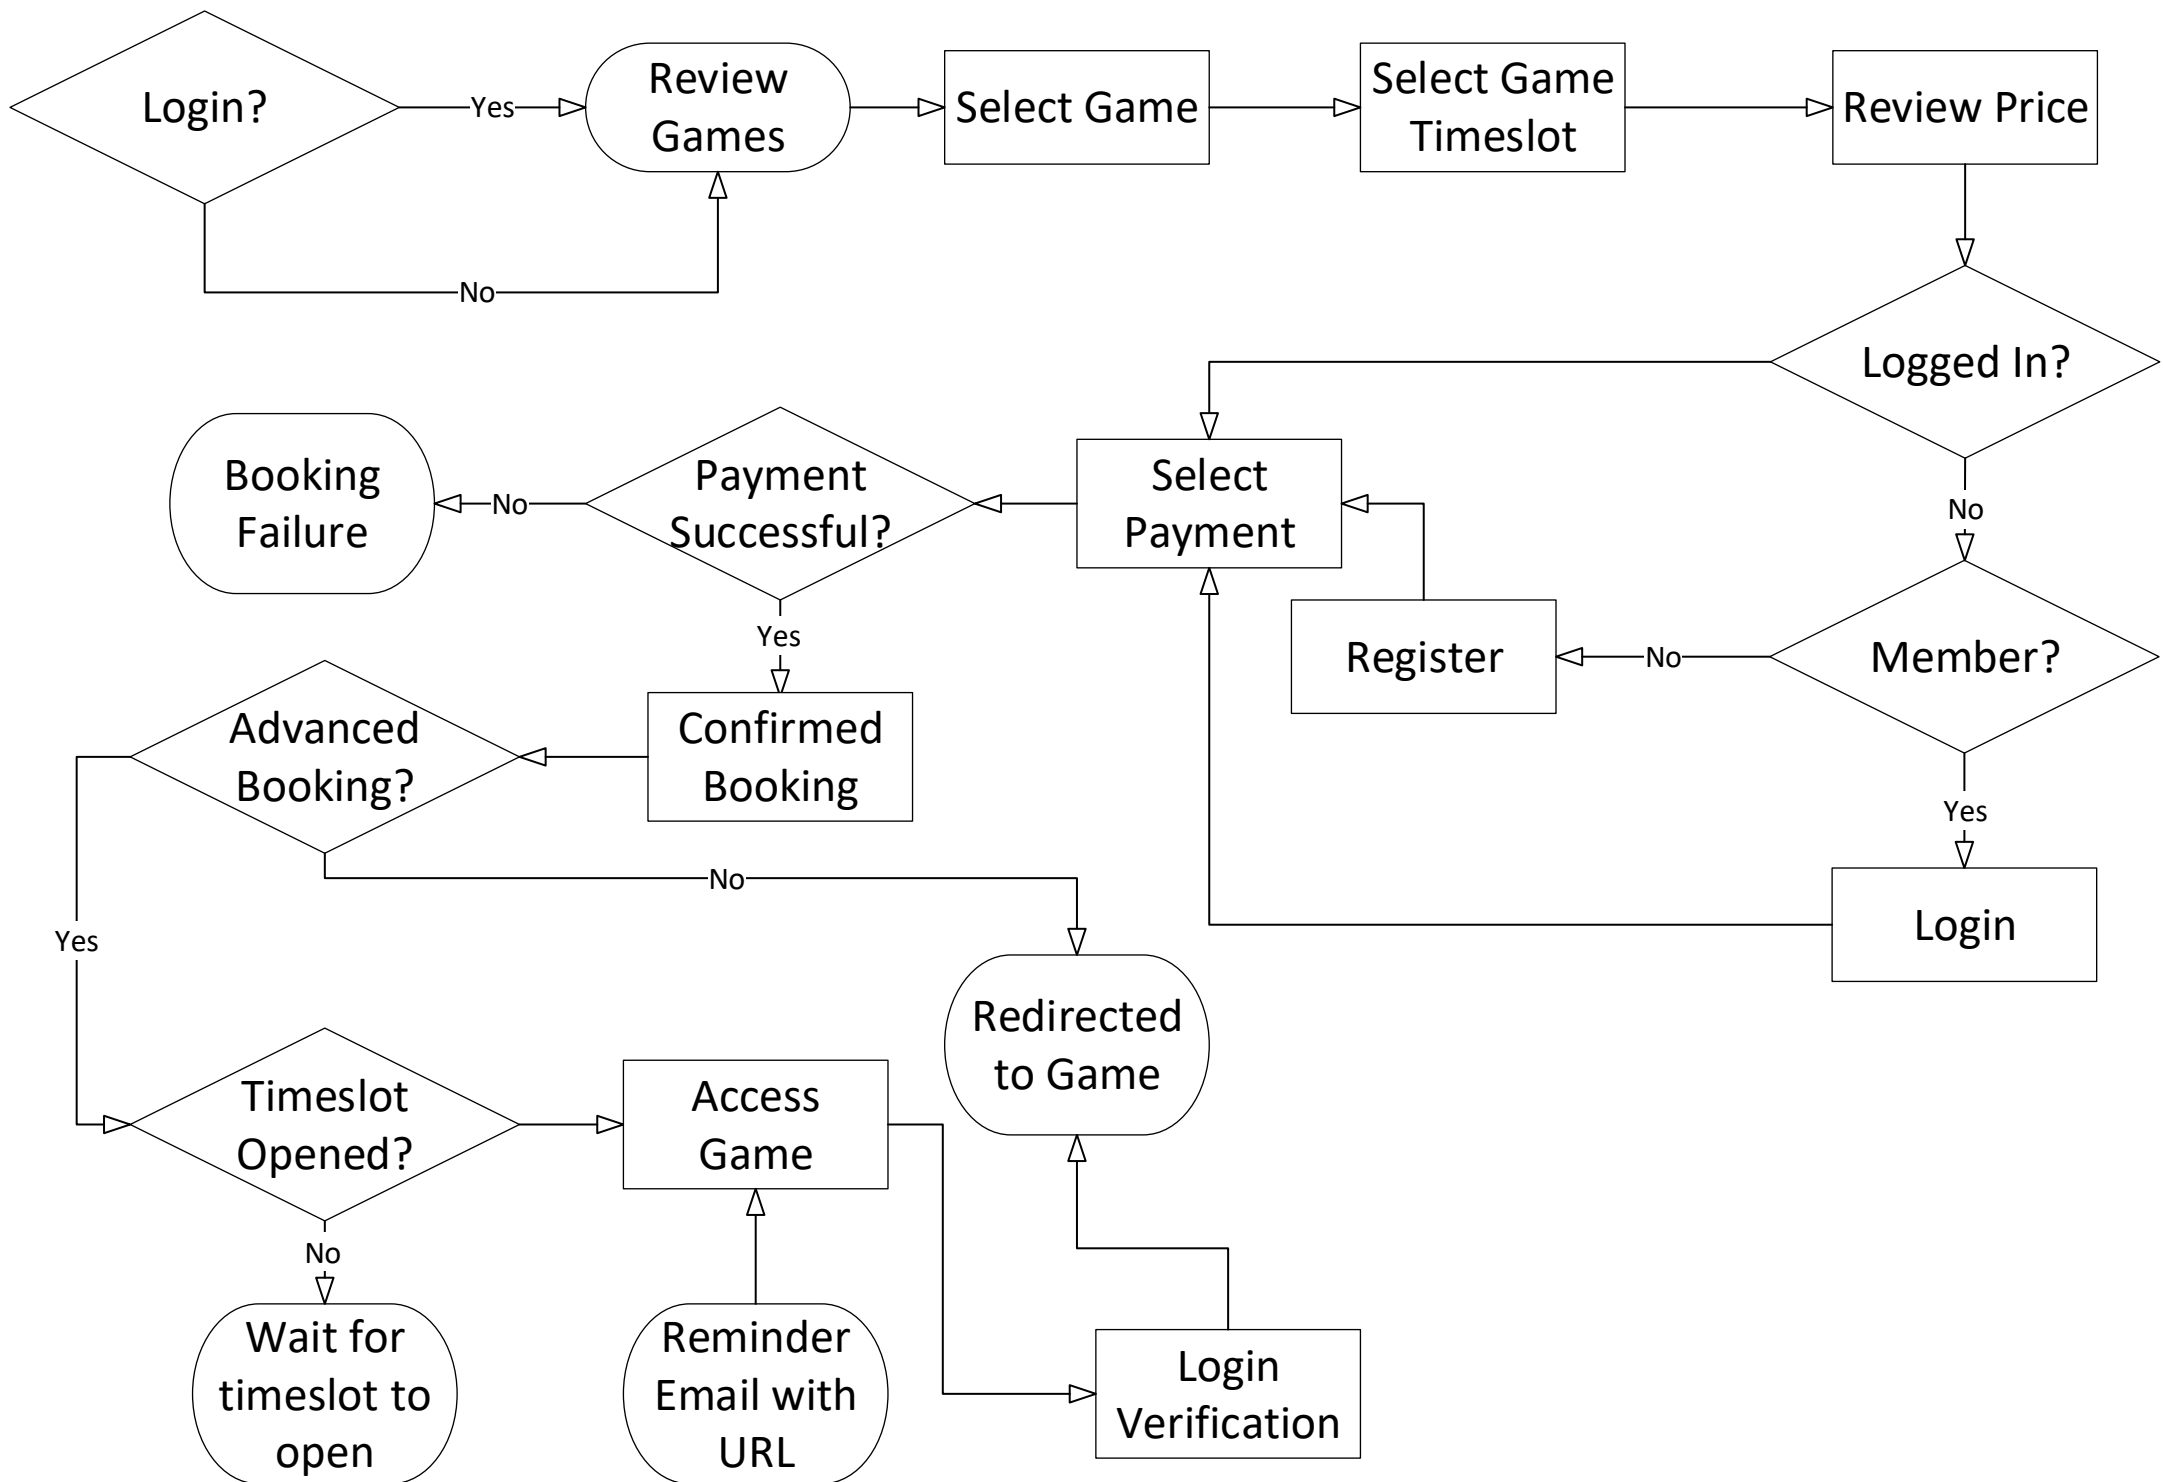 Login?
Yes
Review
Games
Select Game
Select Game
Timeslot
Review Price
No
Logged In?
Booking
Failure
No
Payment
Successful?
Select
Payment
No
Yes
Register
No
Member?
Advanced
Booking?
Confirmed
Booking
Yes
No
Login
Yes
Redirected
to Game
Timeslot
Opened?
Access
Game
No
Wait for
timeslot to
open
Reminder
Email with
URL
Login
Verification